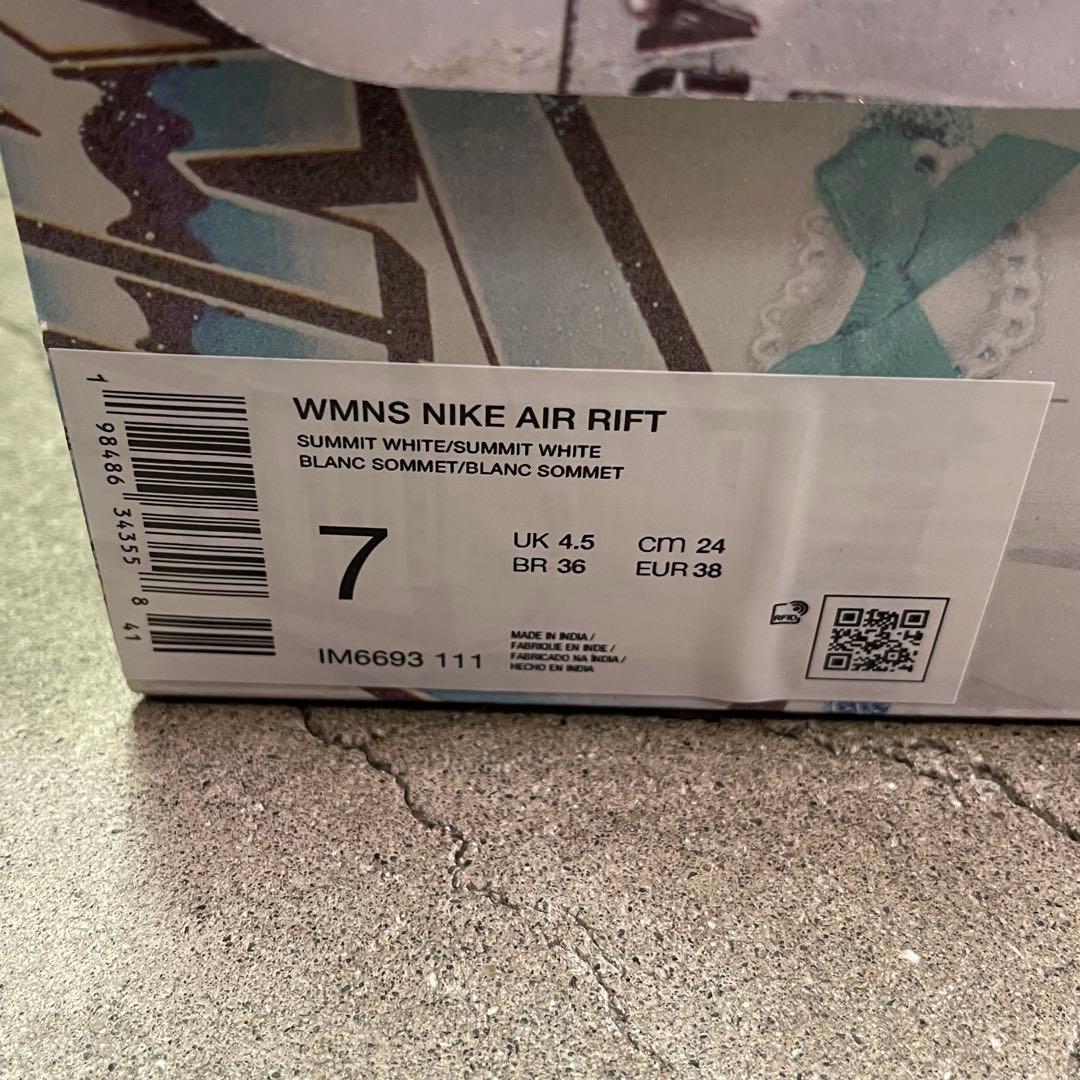 WMNS NIKE AIR RIFT
SUMMIT WHITE/SUMMIT WHITE
BLANC SOMMET/BLANC SOMMET
7
UK 4.5 cm 24
BR 36 EUR 38
IM6693 111
MADE IN INDIA /
FABRIQUE EN INDE /
FABRICADO NA ÍNDIA /
HECHO EN INDIA
RFID
1 98486 34355 8 41